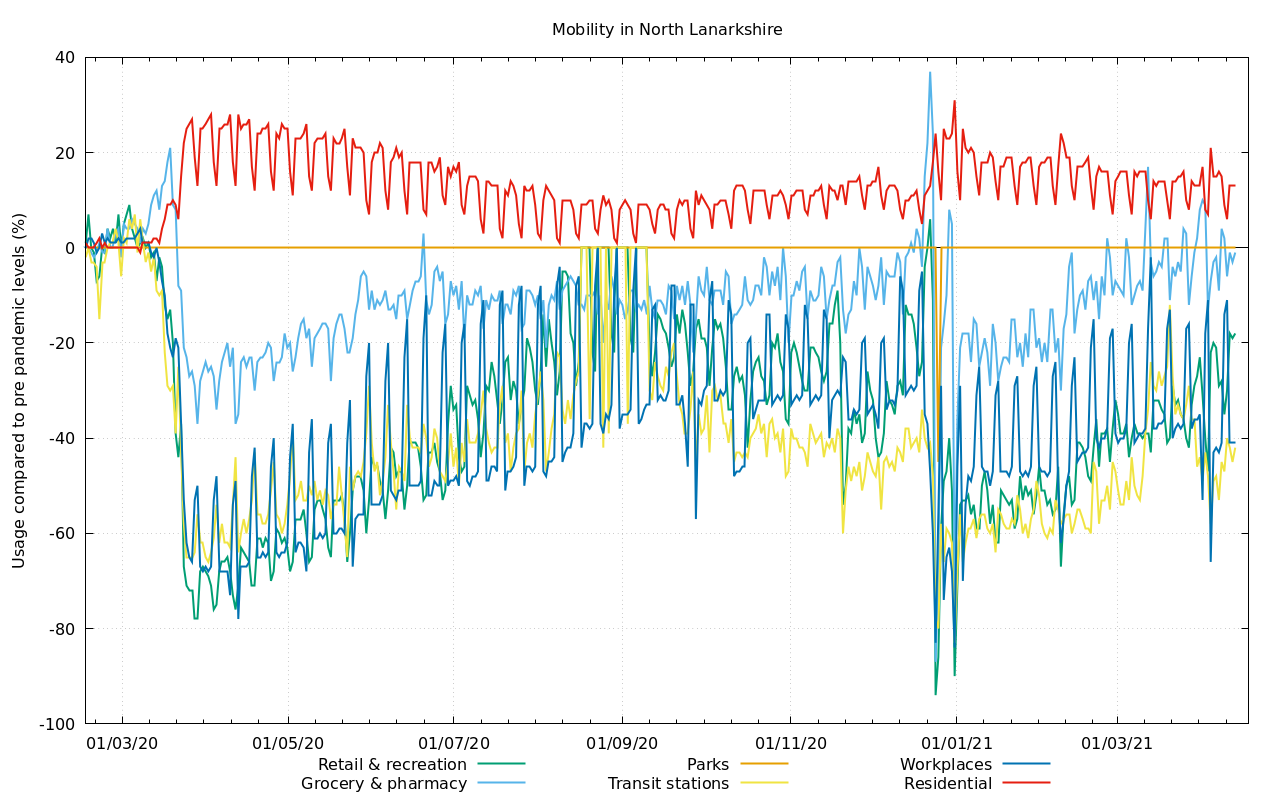 Mobility in North Lanarkshire
Usage compared to pre pandemic levels (%)
40
20
0
-20
-40
-60
-80
-100
01/03/20 01/05/20 01/07/20 01/09/20 01/11/20 01/01/21 01/03/21
Retail & recreation Parks Workplaces
Grocery & pharmacy Transit stations Residential